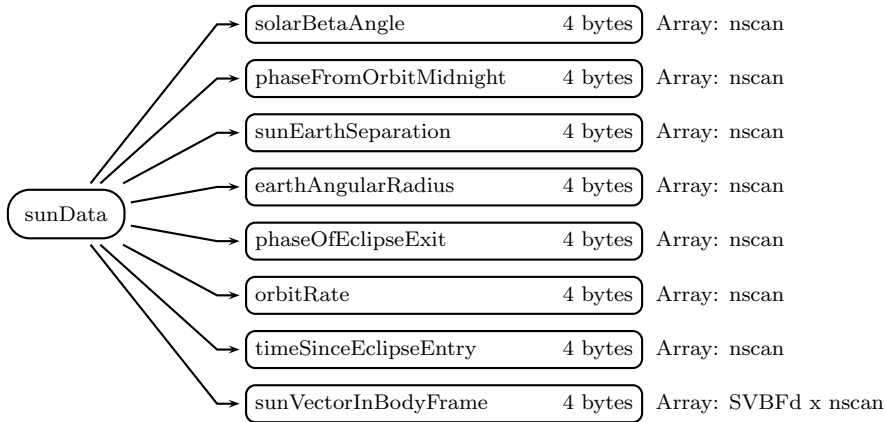 solarBetaAngle 4 bytes Array: nscan
phaseFromOrbitMidnight 4 bytes Array: nscan
sunEarthSeparation 4 bytes Array: nscan
earthAngularRadius 4 bytes Array: nscan
sunData
phaseOfEclipseExit 4 bytes Array: nscan
orbitRate 4 bytes Array: nscan
timeSinceEclipseEntry 4 bytes Array: nscan
sunVectorInBodyFrame 4 bytes Array: SVBFd x nscan